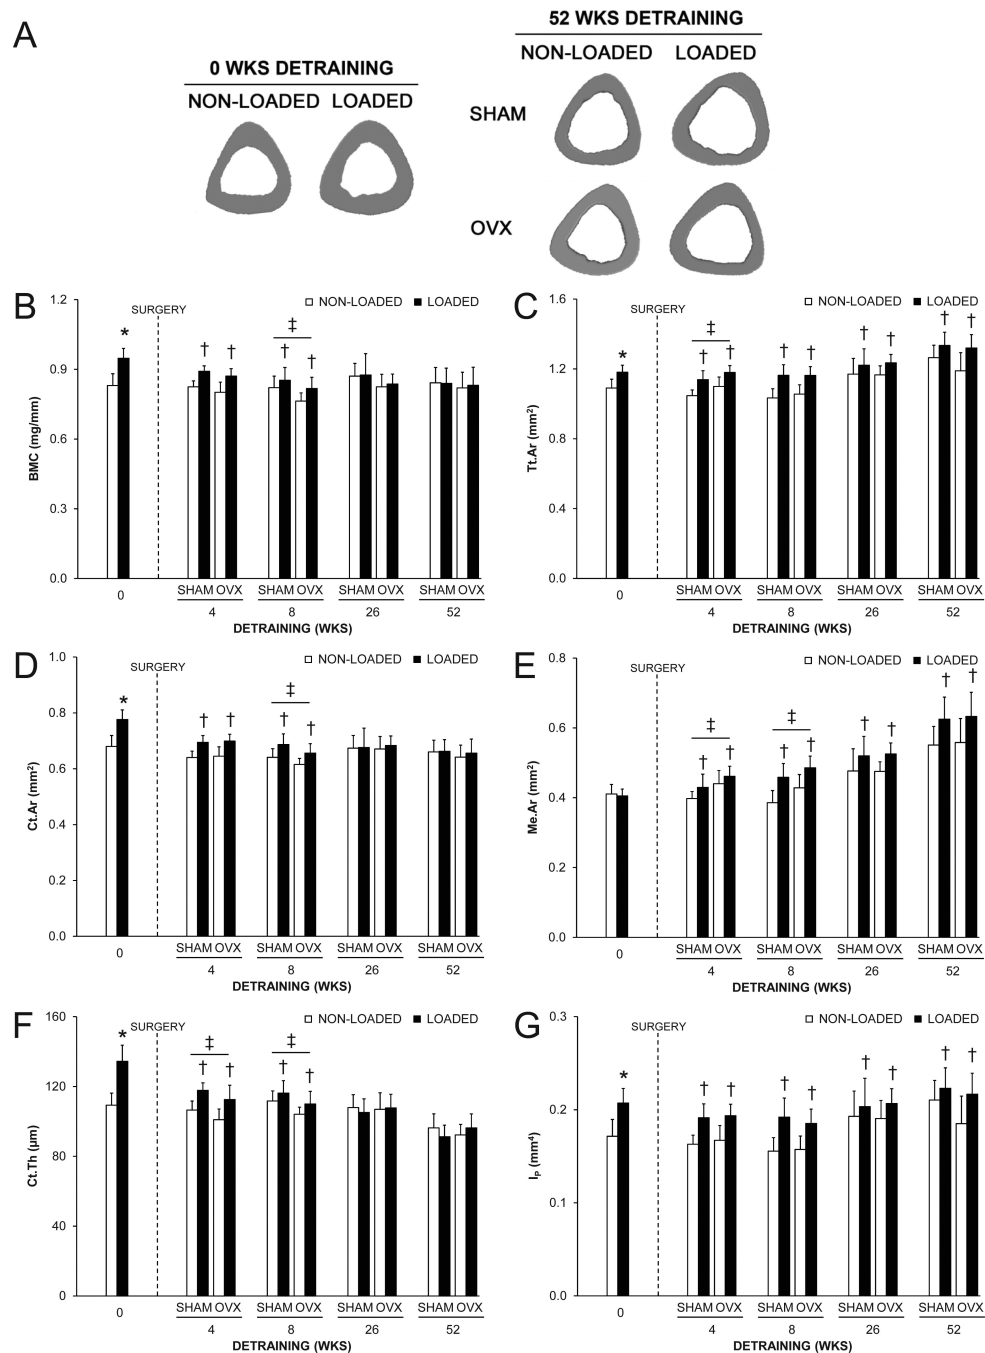 A
0 WKS DETRAINING
NON-LOADED LOADED
52 WKS DETRAINING
NON-LOADED LOADED
SHAM
OVX
B
SURGERY
NON-LOADED LOADED
1.2
0.9
0.6
0.3
0.0
BMC (mg/mm)
*
† † ‡ † †
0
SHAM OVX SHAM OVX SHAM OVX SHAM OVX
4 8 26 52
DETRAINING (WKS)
C
SURGERY
NON-LOADED LOADED
1.6
1.2
0.8
0.4
0.0
Tt.Ar (mm²)
*
‡ † † † † † † † †
0
SHAM OVX SHAM OVX SHAM OVX SHAM OVX
4 8 26 52
DETRAINING (WKS)
D
SURGERY
NON-LOADED LOADED
1.0
0.8
0.6
0.4
0.2
0.0
Ct.Ar (mm²)
*
† † ‡ † †
0
SHAM OVX SHAM OVX SHAM OVX SHAM OVX
4 8 26 52
DETRAINING (WKS)
E
SURGERY
NON-LOADED LOADED
0.8
0.6
0.4
0.2
0.0
Me.Ar (mm²)
‡ † † ‡ † † † † † †
0
SHAM OVX SHAM OVX SHAM OVX SHAM OVX
4 8 26 52
DETRAINING (WKS)
F
SURGERY
NON-LOADED LOADED
160
120
80
40
0
Ct.Th (µm)
*
‡ † † ‡ † †
0
SHAM OVX SHAM OVX SHAM OVX SHAM OVX
4 8 26 52
DETRAINING (WKS)
G
SURGERY
NON-LOADED LOADED
0.3
0.2
0.1
0.0
I_P (mm⁴)
*
† † † † † † † †
0
SHAM OVX SHAM OVX SHAM OVX SHAM OVX
4 8 26 52
DETRAINING (WKS)